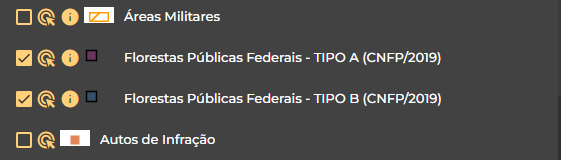 Áreas Militares
Florestas Públicas Federais - TIPO A (CNFP/2019)
Florestas Públicas Federais - TIPO B (CNFP/2019)
Autos de Infração